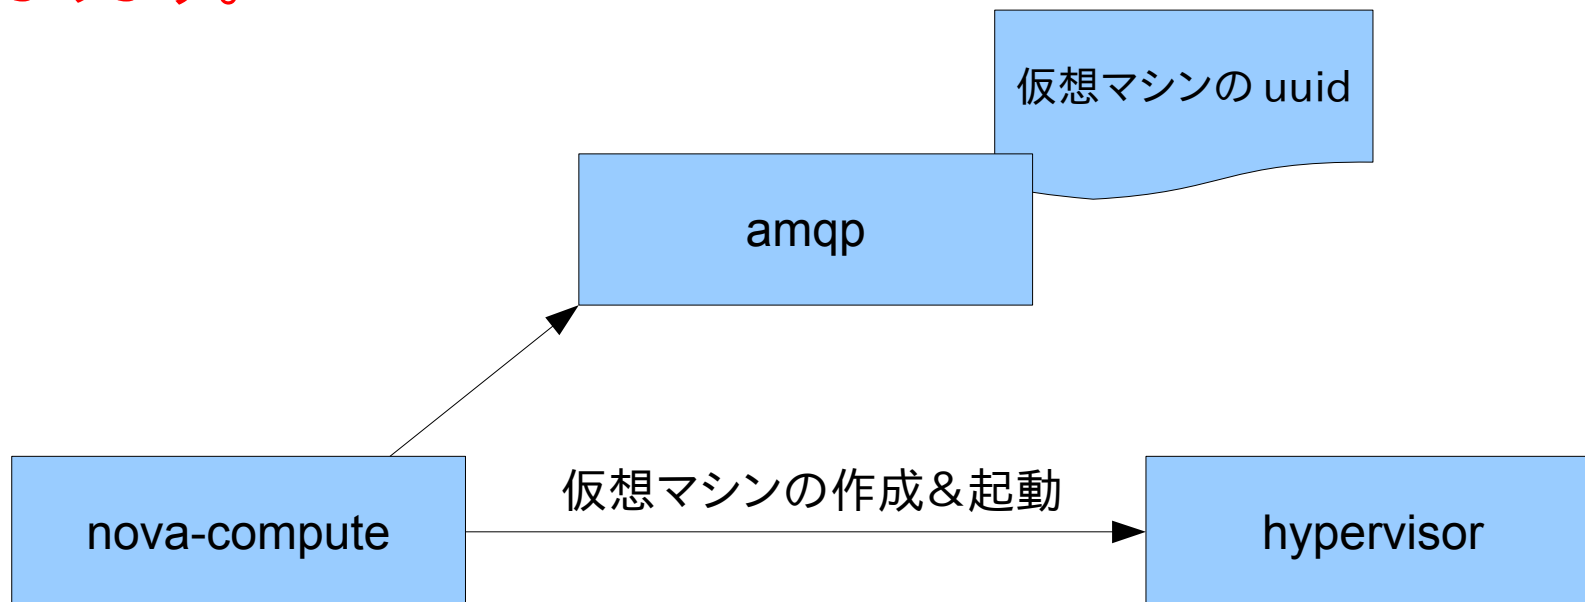 仮想マシンの uuid
amqp
仮想マシンの作成&起動
nova-compute
hypervisor